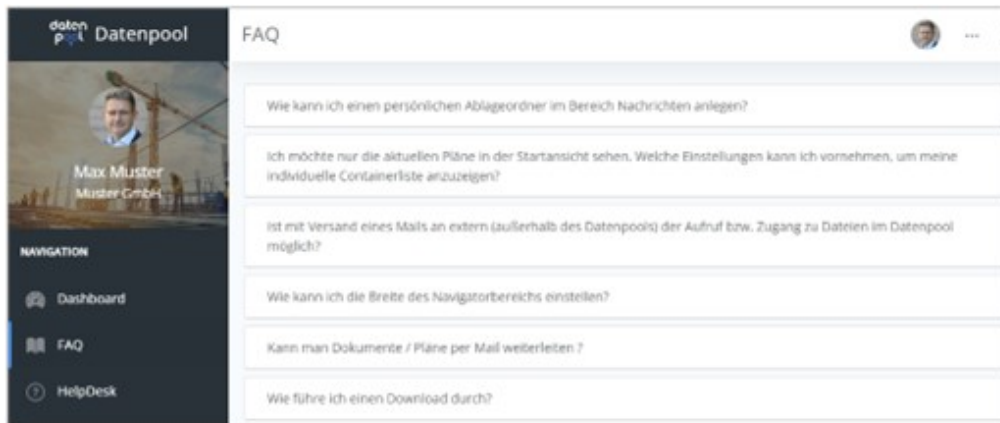 daten pool Datenpool
FAQ
Max Muster
Muster GmbH
NAVIGATION
Dashboard
FAQ
HelpDesk
Wie kann ich einen persönlichen Ablageordner im Bereich Nachrichten anlegen?
Ich möchte nur die aktuellen Pläne in der Startansicht sehen. Welche Einstellungen kann ich vornehmen, um meine
individuelle Containerliste anzuzeigen?
Ist mit Versand eines Mails an extern (außerhalb des Datenpools) der Aufruf bzw. Zugang zu Dateien im Datenpool
möglich?
Wie kann ich die Breite des Navigatorbereichs einstellen?
Kann man Dokumente / Pläne per Mail weiterleiten ?
Wie führe ich einen Download durch?